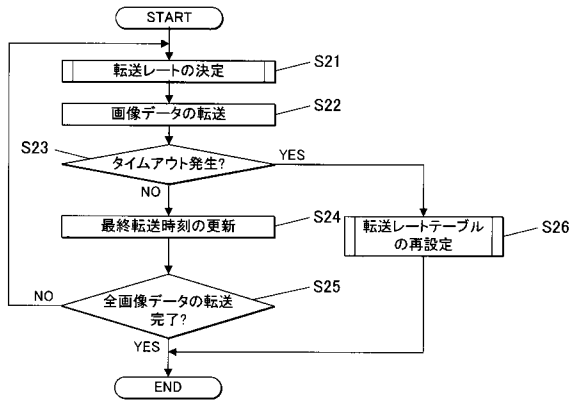 START
転送レートの決定
S21
画像データの転送
S22
S23
タイムアウト発生?
YES
NO
最終転送時刻の更新
S24
転送レートテーブル
の再設定
S26
全画像データの転送
完了?
S25
NO
YES
END